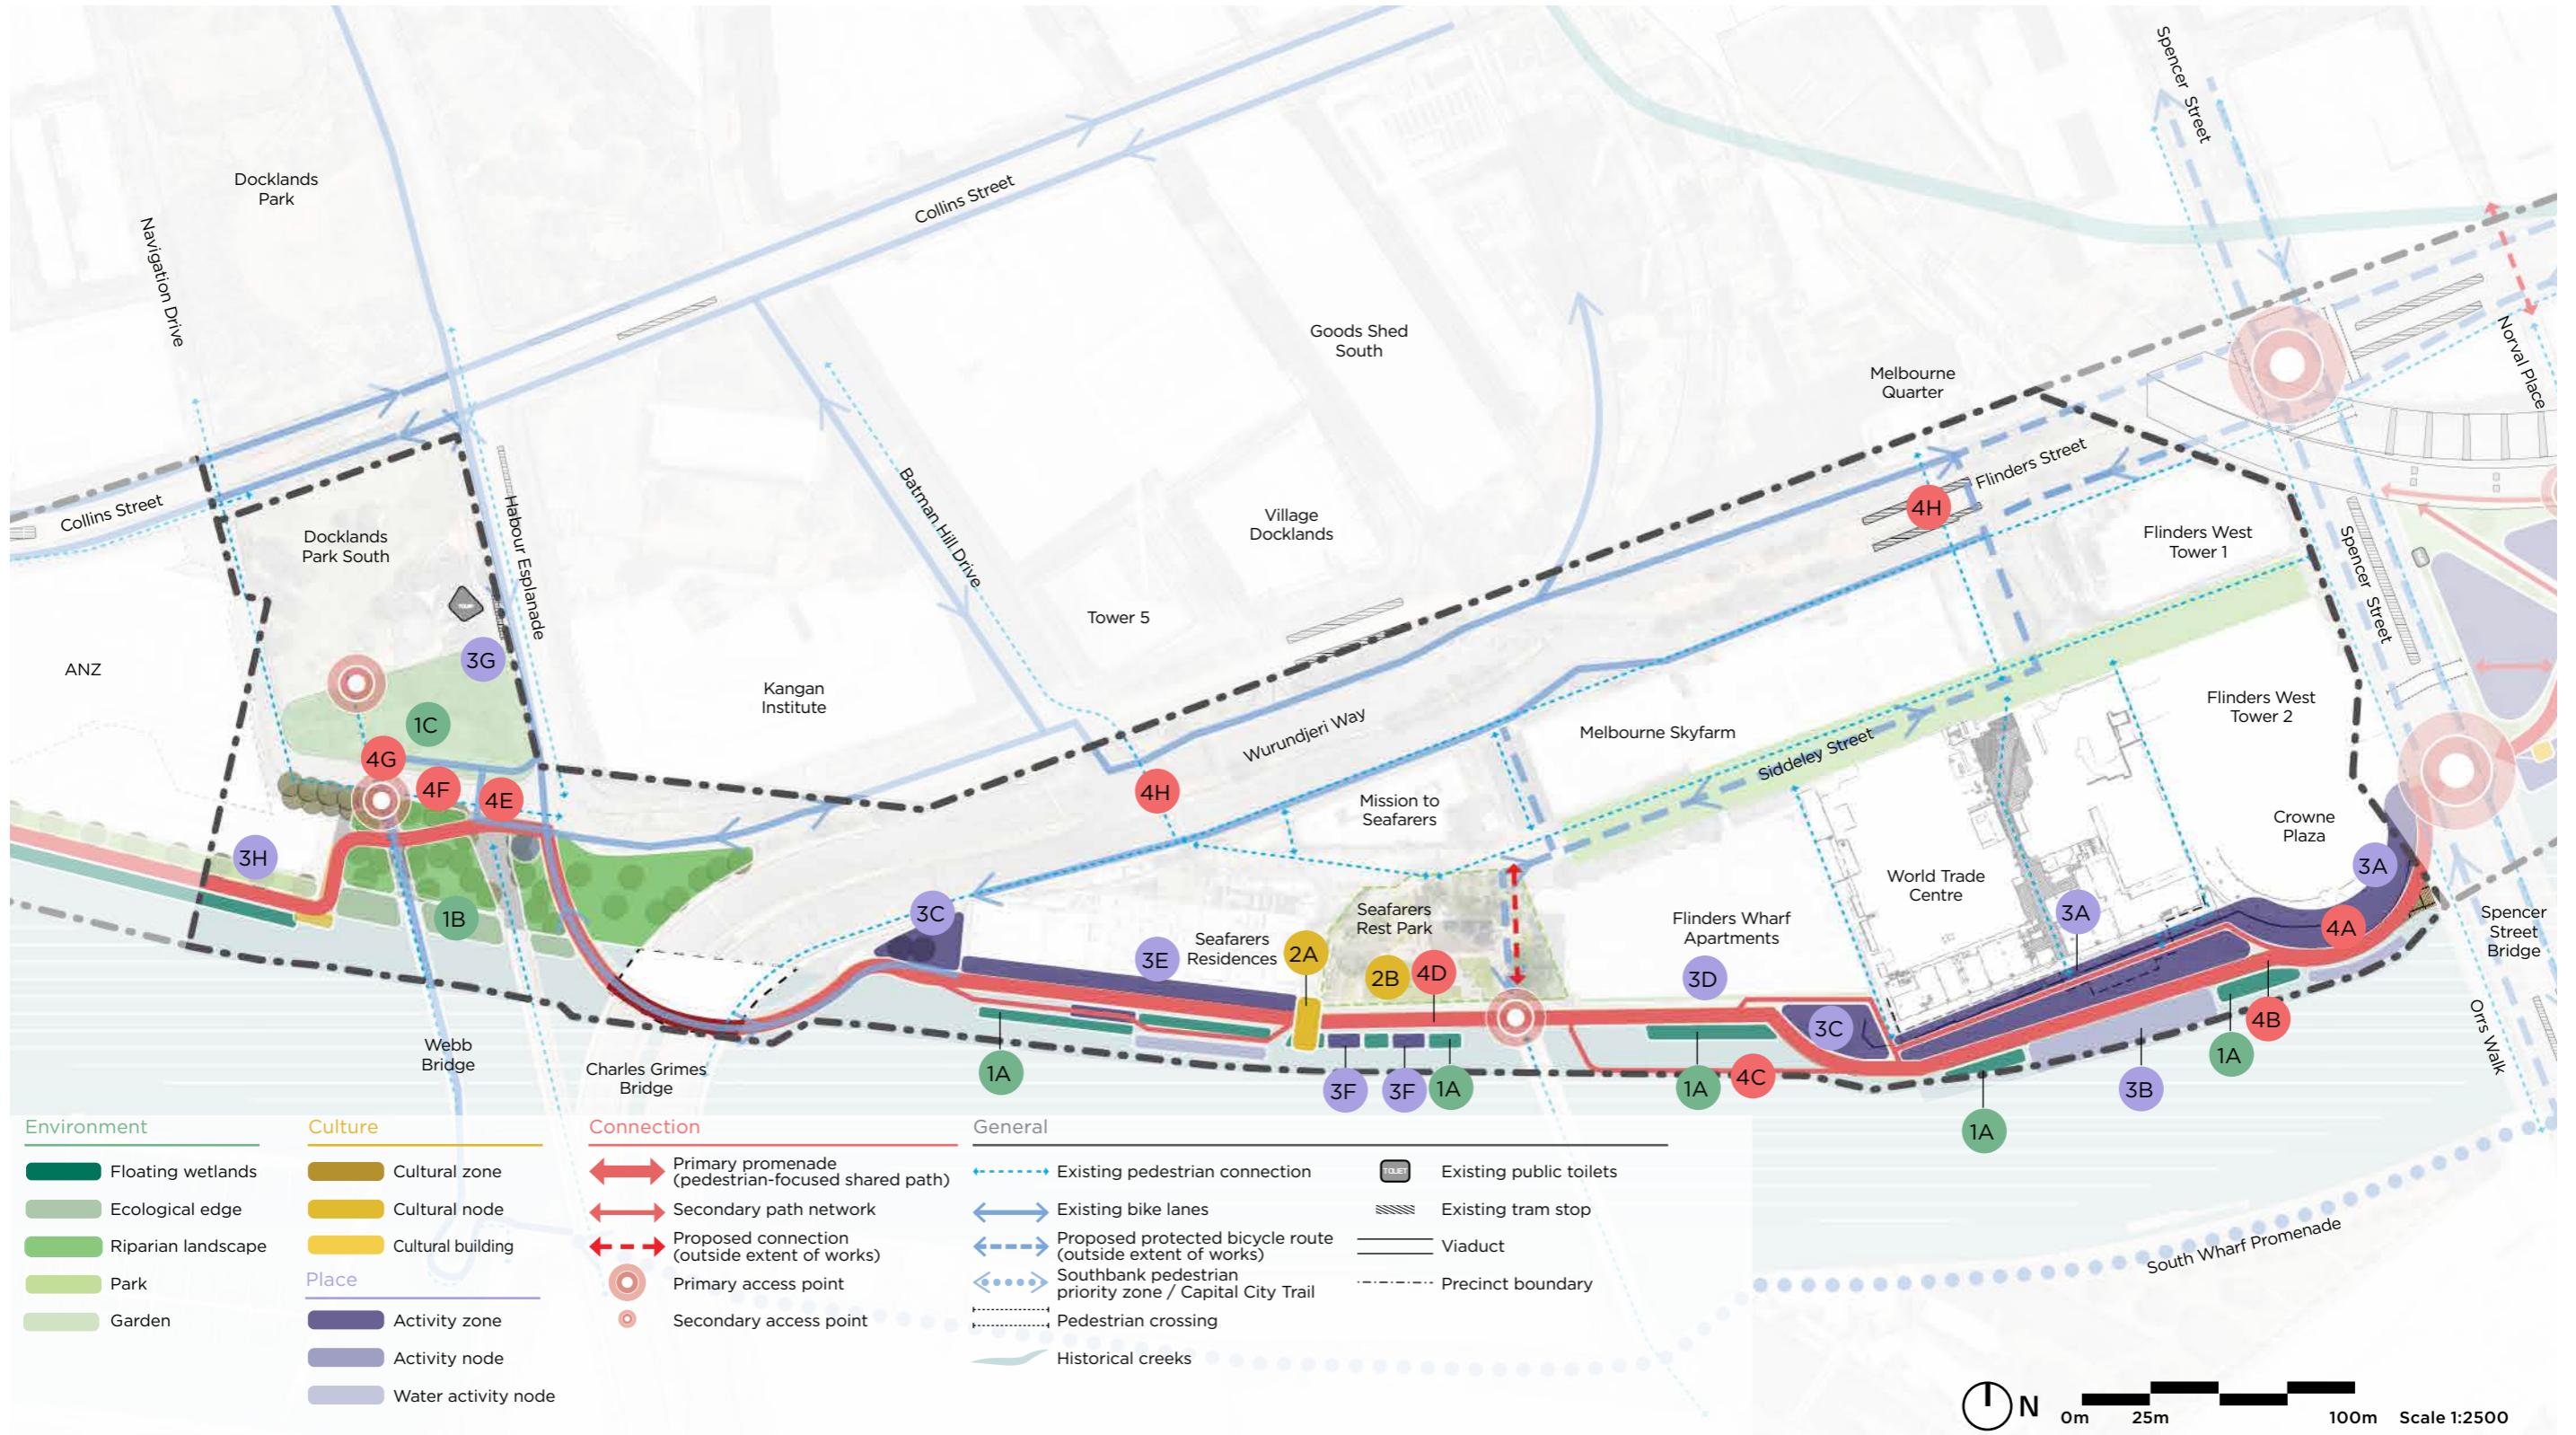 Spencer Street
Docklands
Park
Navigation Drive
Collins Street
Goods Shed
South
Melbourne
Quarter
Norval Place
Collins Street
Habour Esplanade
Batman Hill Drive
Flinders Street
4H
Village
Docklands
Flinders West
Tower 1
Spencer Street
Docklands
Park South
TOILET
Tower 5
3G
ANZ
Kangan
Institute
1C
Wurundjeri Way
Melbourne Skyfarm
Siddeley Street
Flinders West
Tower 2
4G
4F
4E
4H
Mission to
Seafarers
Crowne
Plaza
3H
3A
World Trade
Centre
1B
3C
Seafarers
Rest Park
Flinders Wharf
Apartments
3A
4A
Spencer
Street
Bridge
3E
Seafarers
Residences
2A
2B
4D
3D
3C
4B
Orrs Walk
Webb
Bridge
Charles Grimes
Bridge
1A
3F
3F
1A
1A
4C
3B
1A
1A
South Wharf Promenade
Environment
Floating wetlands
Ecological edge
Riparian landscape
Park
Garden
Culture
Cultural zone
Cultural node
Cultural building
Place
Activity zone
Activity node
Water activity node
Connection
Primary promenade
(pedestrian-focused shared path)
Secondary path network
Proposed connection
(outside extent of works)
Primary access point
Secondary access point
General
Existing pedestrian connection
Existing bike lanes
Proposed protected bicycle route
(outside extent of works)
Southbank pedestrian
priority zone / Capital City Trail
Pedestrian crossing
Historical creeks
TOILET
Existing public toilets
Existing tram stop
Viaduct
Precinct boundary
N
0m 25m 100m Scale 1:2500